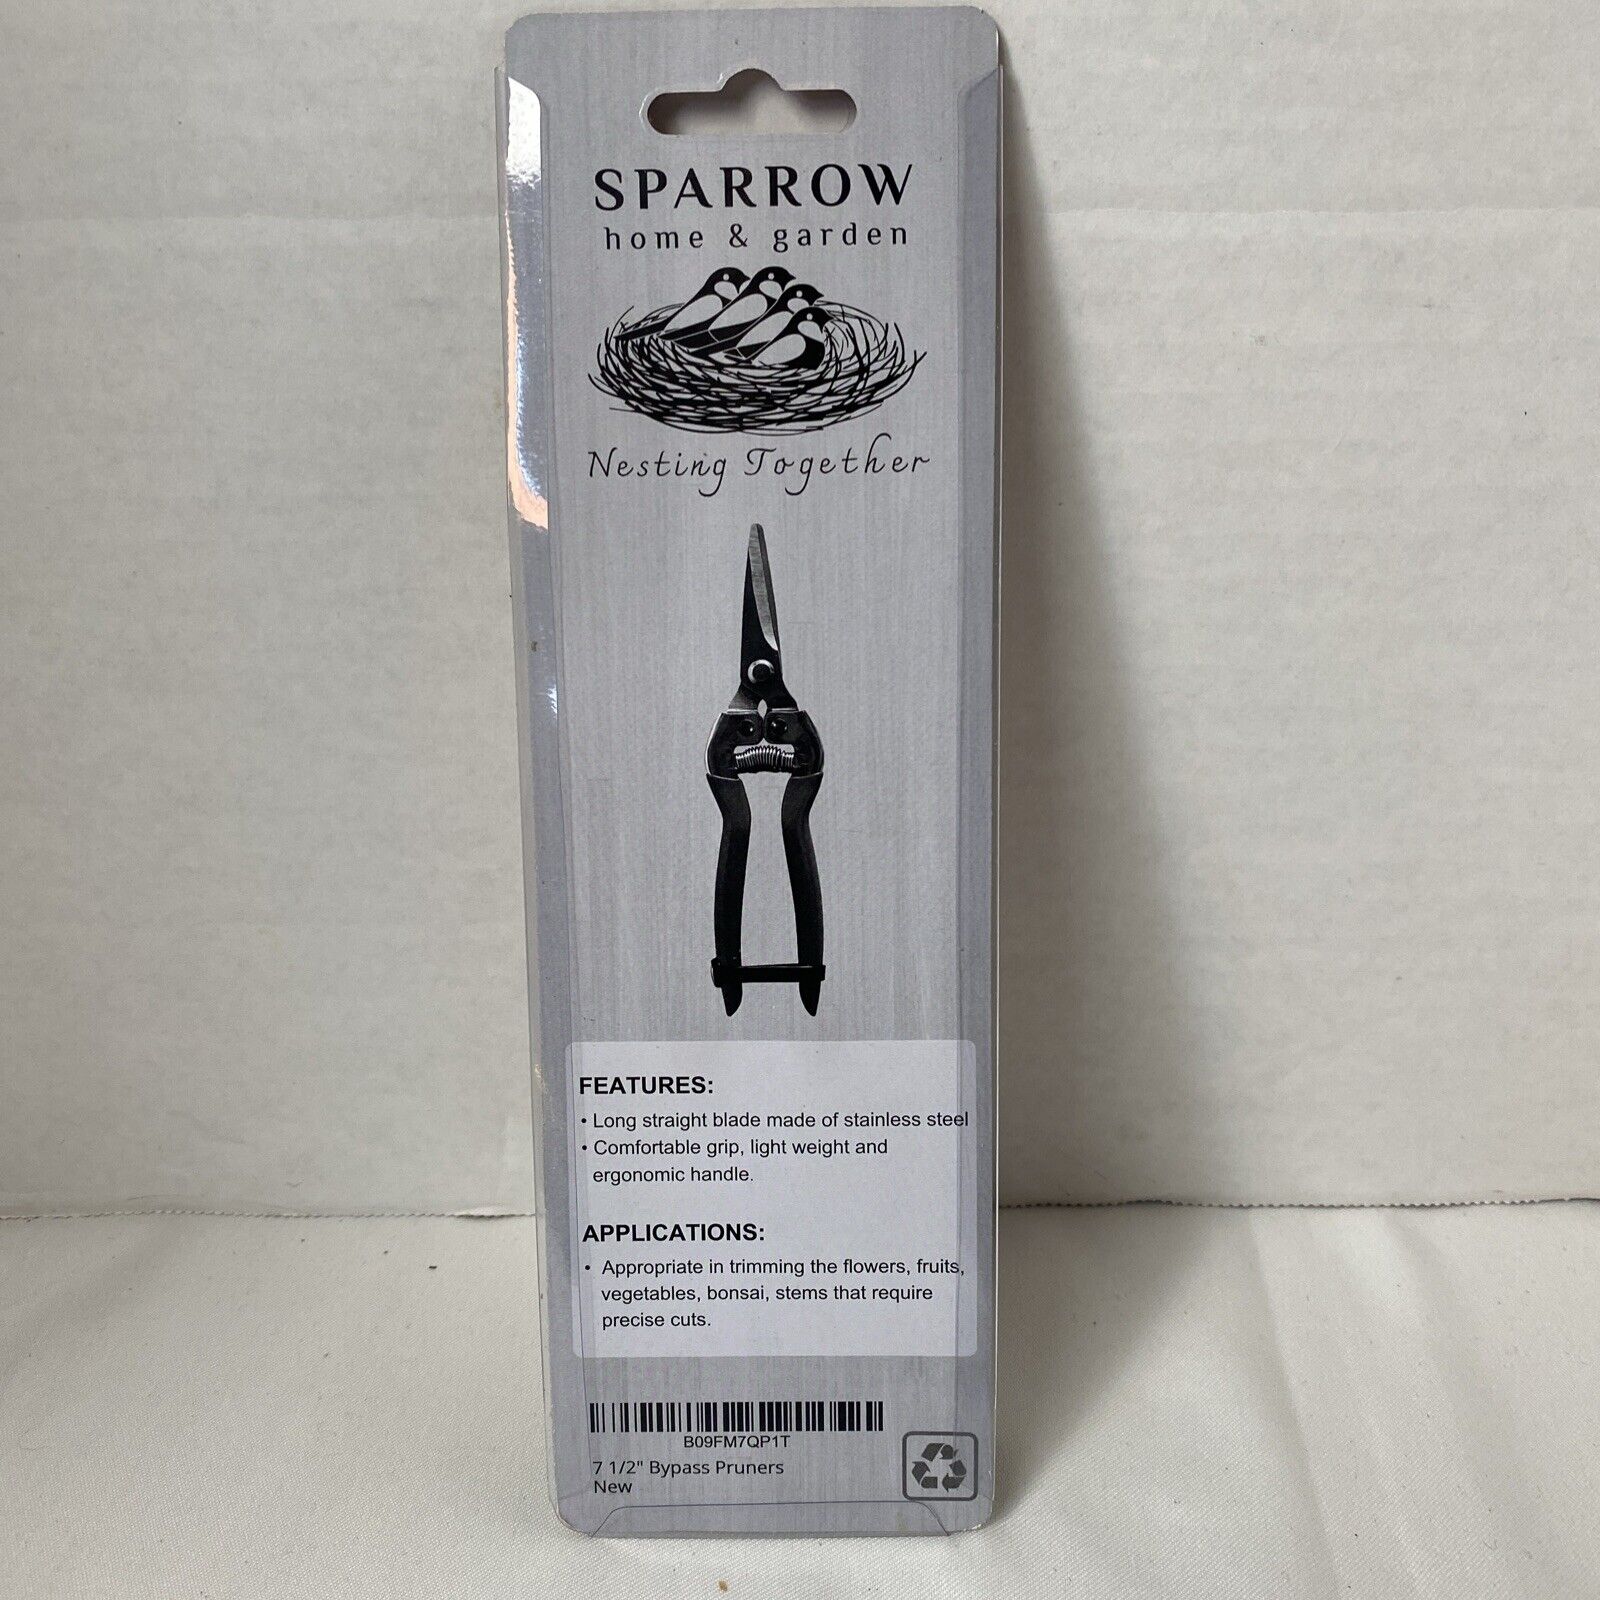 SPARROW
home & garden
Nesting Together
FEATURES:
• Long straight blade made of stainless steel
• Comfortable grip, light weight and
ergonomic handle.
APPLICATIONS:
• Appropriate in trimming the flowers, fruits,
vegetables, bonsai, stems that require
precise cuts.
B09FM7QP1T
7 1/2" Bypass Pruners
New